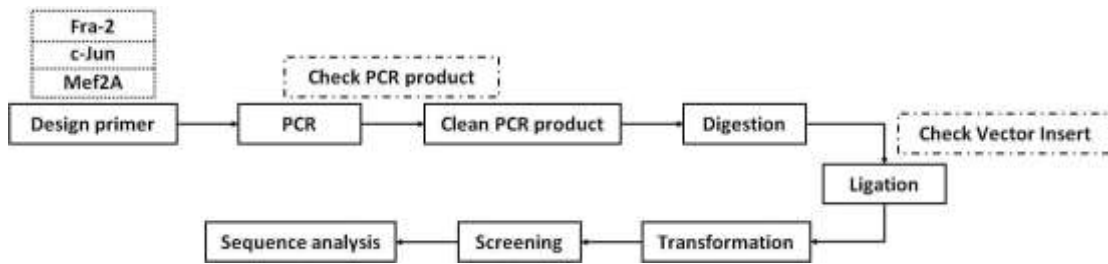 Fra-2
c-Jun
Mef2A
Check PCR product
Design primer
PCR
Clean PCR product
Digestion
Check Vector Insert
Ligation
Sequence analysis
Screening
Transformation